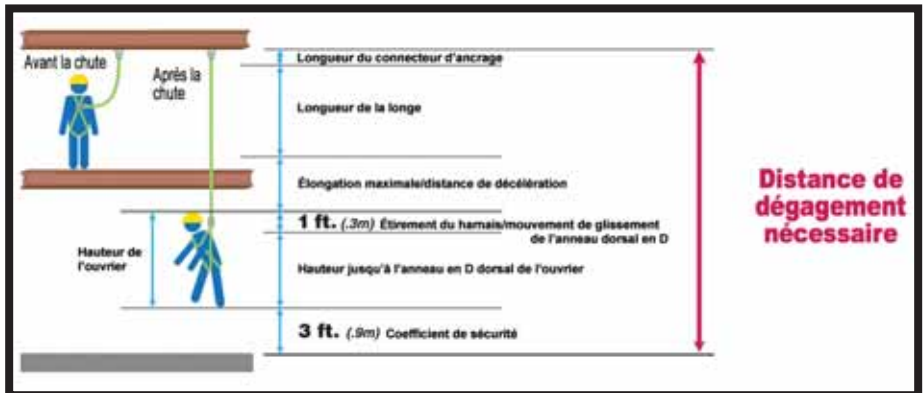 Avant la chute
Après la
chute
Longueur du connecteur d'ancrage
Longueur de la longe
Élongation maximale/distance de décélération
1 ft. (.3m) Étirement du harnais/mouvement de glissement
de l'anneau dorsal en D
Hauteur de
l'ouvrier
Hauteur jusqu'à l'anneau en D dorsal de l'ouvrier
3 ft. (.9m) Coefficient de sécurité
Distance de
dégagement
nécessaire